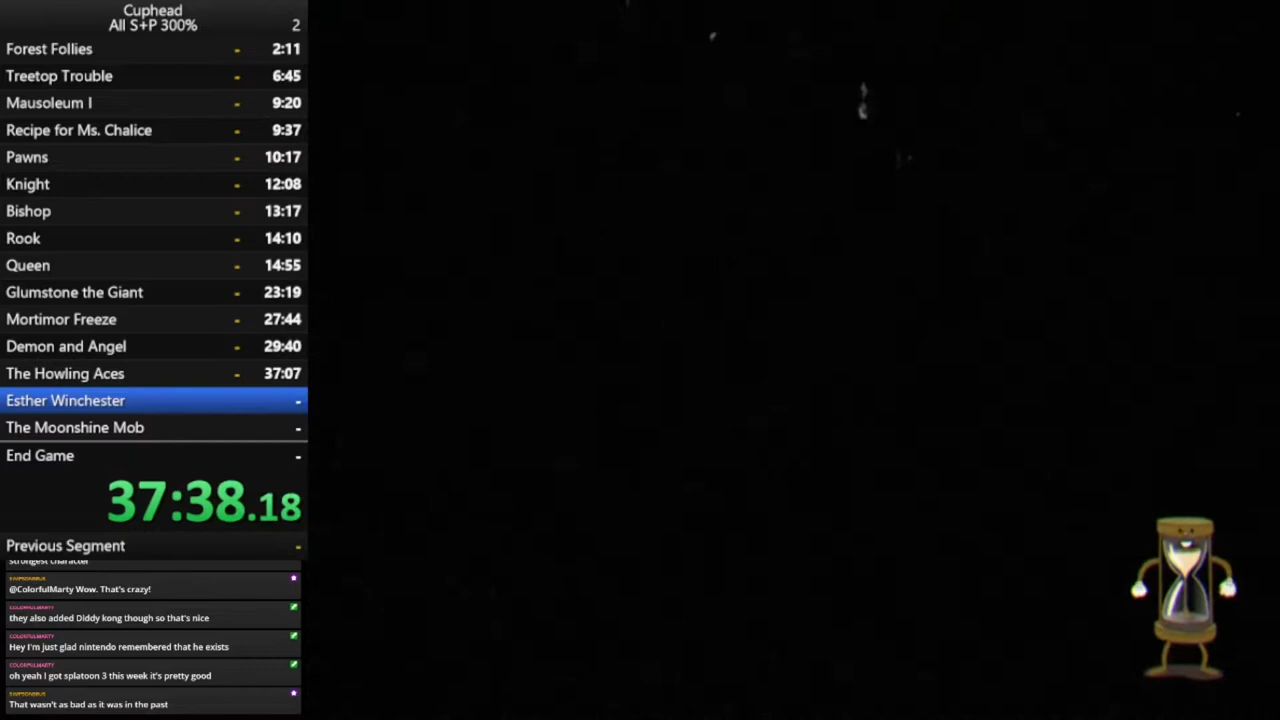 Cuphead
All S+P 300% 2
Forest Follies - 2:11
Treetop Trouble - 6:45
Mausoleum I - 9:20
Recipe for Ms. Chalice - 9:37
Pawns - 10:17
Knight - 12:08
Bishop - 13:17
Rook - 14:10
Queen - 14:55
Glumstone the Giant - 23:19
Mortimor Freeze - 27:44
Demon and Angel - 29:40
The Howling Aces - 37:07
Esther Winchester -
The Moonshine Mob -
End Game -
37:38.18
Previous Segment -
strongest character
@ColorfulMarty Wow. That's crazy!
COLORFULMARTY
they also added Diddy kong though so that's nice
COLORFULMARTY
Hey I'm just glad nintendo remembered that he exists
COLORFULMARTY
oh yeah I got splatoon 3 this week it's pretty good
That wasn't as bad as it was in the past